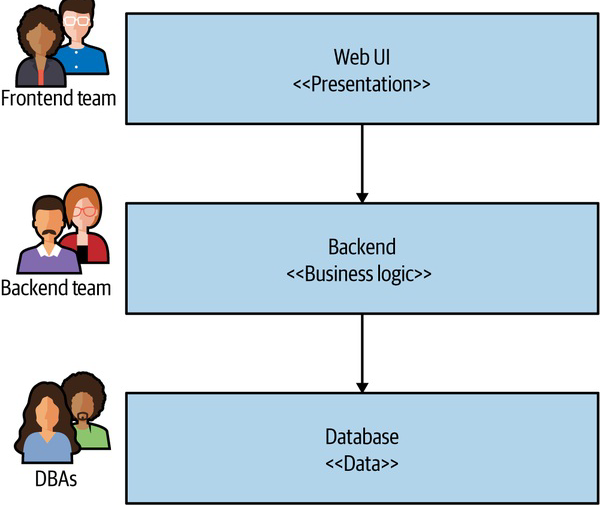 Frontend team
Web UI
<<Presentation>>
Backend team
Backend
<<Business logic>>
DBAs
Database
<<Data>>